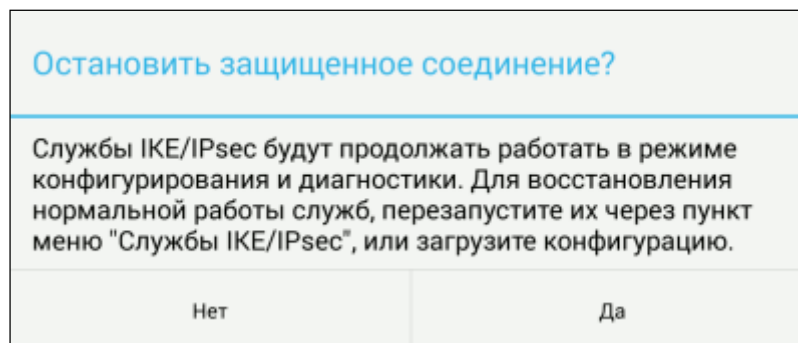 Остановить защищенное соединение?
Службы IKE/IPsec будут продолжать работать в режиме
конфигурирования и диагностики. Для восстановления
нормальной работы служб, перезапустите их через пункт
меню "Службы IKE/IPsec", или загрузите конфигурацию.
Нет
Да